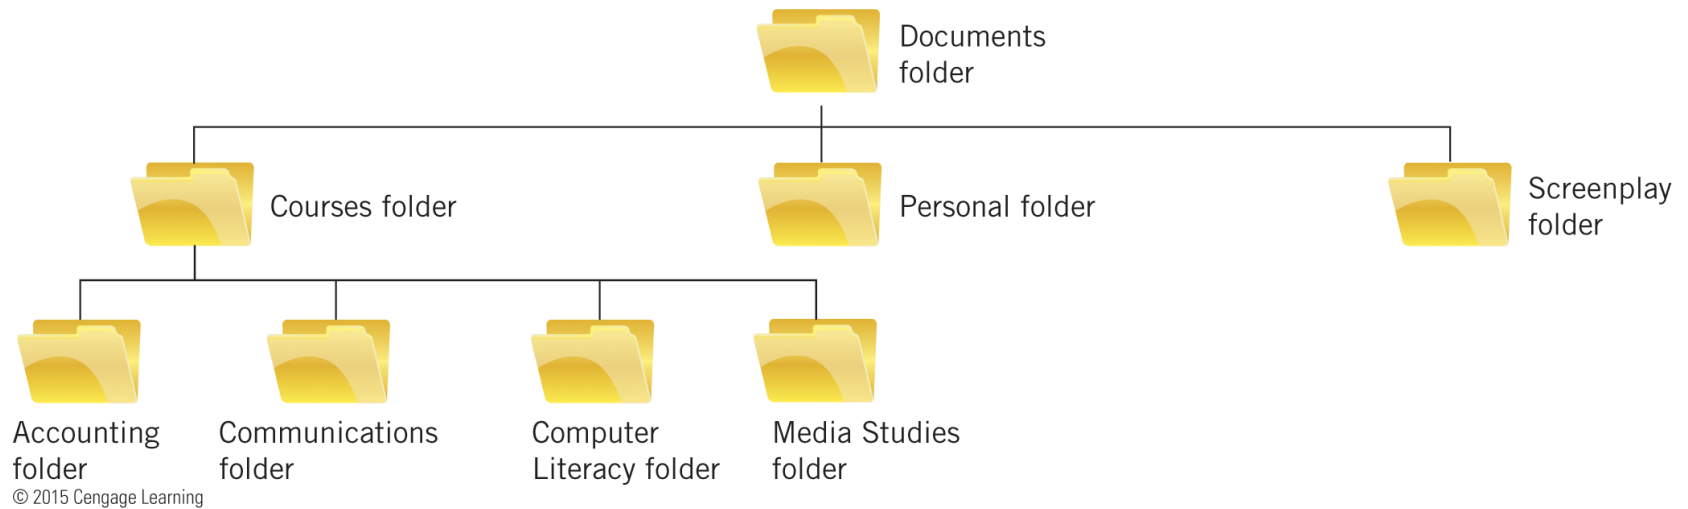 Documents
folder
Courses folder
Personal folder
Screenplay
folder
Accounting
folder
Communications
folder
Computer
Literacy folder
Media Studies
folder
© 2015 Cengage Learning